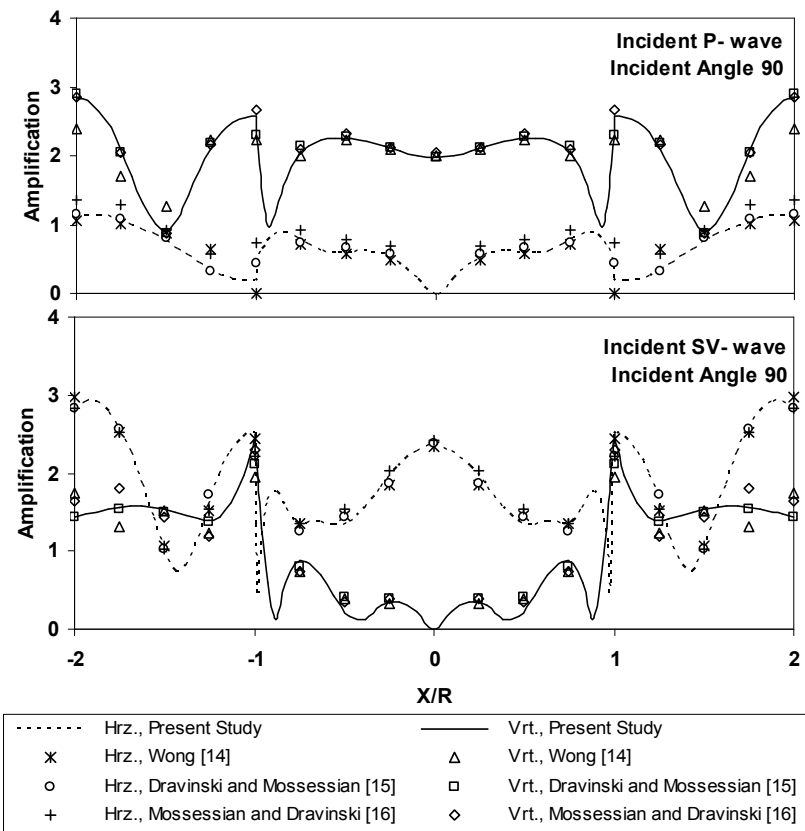 4
3
2
1
0
Amplification
Incident P- wave
Incident Angle 90
4
3
2
1
0
Amplification
Incident SV- wave
Incident Angle 90
-2 -1 0 1 2
X/R
Hrz., Present Study Vrt., Present Study
Hrz., Wong [14] Vrt., Wong [14]
Hrz., Dravinski and Mossessian [15] Vrt., Dravinski and Mossessian [15]
Hrz., Mossessian and Dravinski [16] Vrt., Mossessian and Dravinski [16]